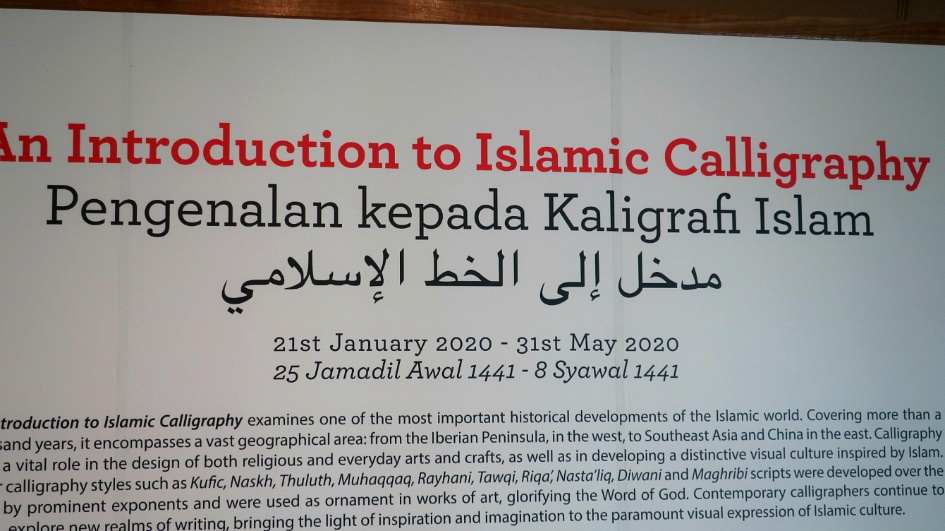 An Introduction to Islamic Calligraphy
Pengenalan kepada Kaligrafi Islam
مدخل إلى الخط الإسلامي
21st January 2020 - 31st May 2020
25 Jamadil Awal 1441 - 8 Syawal 1441
troduction to Islamic Calligraphy examines one of the most important historical developments of the Islamic world. Covering more than a
sand years, it encompasses a vast geographical area: from the Iberian Peninsula, in the west, to Southeast Asia and China in the east. Calligraphy
a vital role in the design of both religious and everyday arts and crafts, as well as in developing a distinctive visual culture inspired by Islam.
calligraphy styles such as Kufic, Naskh, Thuluth, Muhaqqaq, Rayhani, Tawqi, Riqa', Nasta'liq, Diwani and Maghribi scripts were developed over the
by prominent exponents and were used as ornament in works of art, glorifying the Word of God. Contemporary calligraphers continue to
explore new realms of writing, bringing the light of inspiration and imagination to the paramount visual expression of Islamic culture.